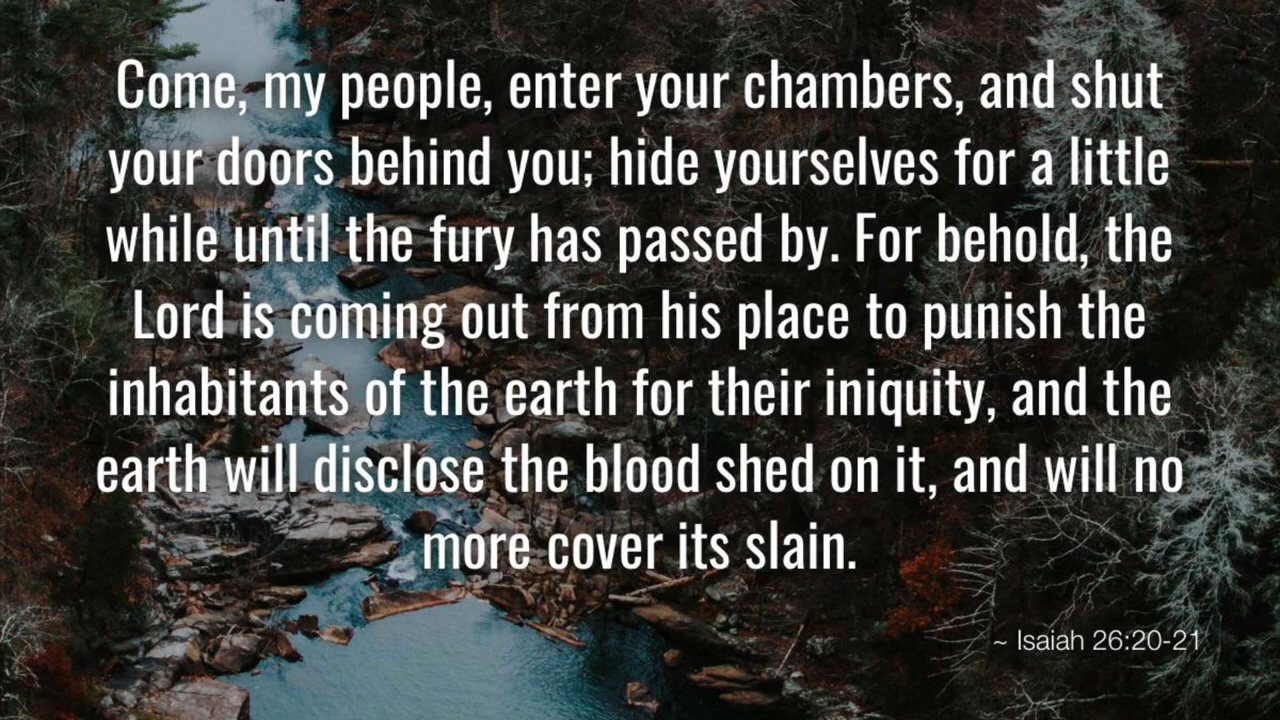 Come, my people, enter your chambers, and shut
your doors behind you; hide yourselves for a little
while until the fury has passed by. For behold, the
Lord is coming out from his place to punish the
inhabitants of the earth for their iniquity, and the
earth will disclose the blood shed on it, and will no
more cover its slain.
~ Isaiah 26:20-21